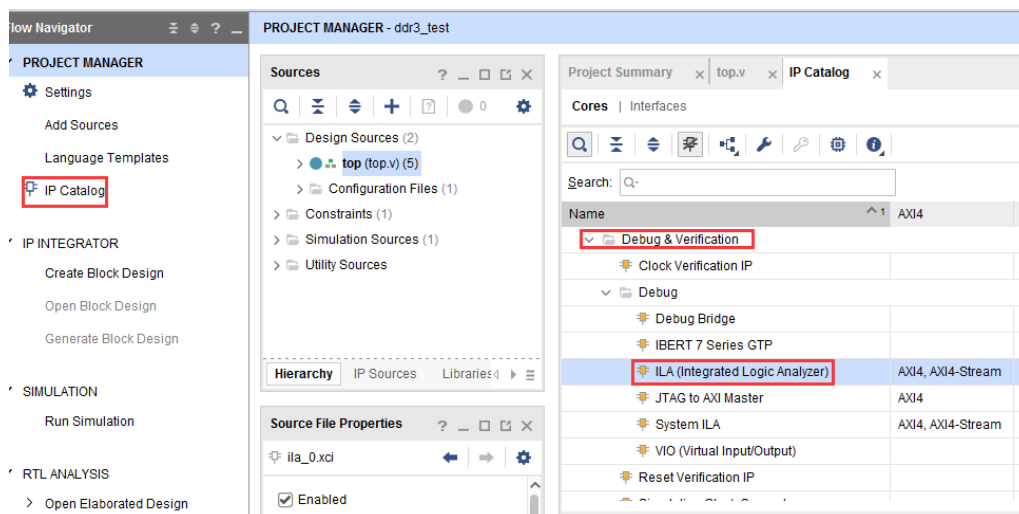 Flow Navigator
PROJECT MANAGER
Settings
Add Sources
Language Templates
IP Catalog
IP INTEGRATOR
Create Block Design
Open Block Design
Generate Block Design
SIMULATION
Run Simulation
RTL ANALYSIS
Open Elaborated Design
PROJECT MANAGER - ddr3_test
Sources
0
Design Sources (2)
top (top.v) (5)
Configuration Files (1)
Constraints (1)
Simulation Sources (1)
Utility Sources
Hierarchy IP Sources Libraries
Source File Properties
ila_0.xci
Enabled
Project Summary top.v IP Catalog
Cores | Interfaces
Search:
Name 1 AXI4
Debug & Verification
Clock Verification IP
Debug
Debug Bridge
IBERT 7 Series GTP
ILA (Integrated Logic Analyzer) AXI4, AXI4-Stream
JTAG to AXI Master AXI4
System ILA AXI4, AXI4-Stream
VIO (Virtual Input/Output)
Reset Verification IP